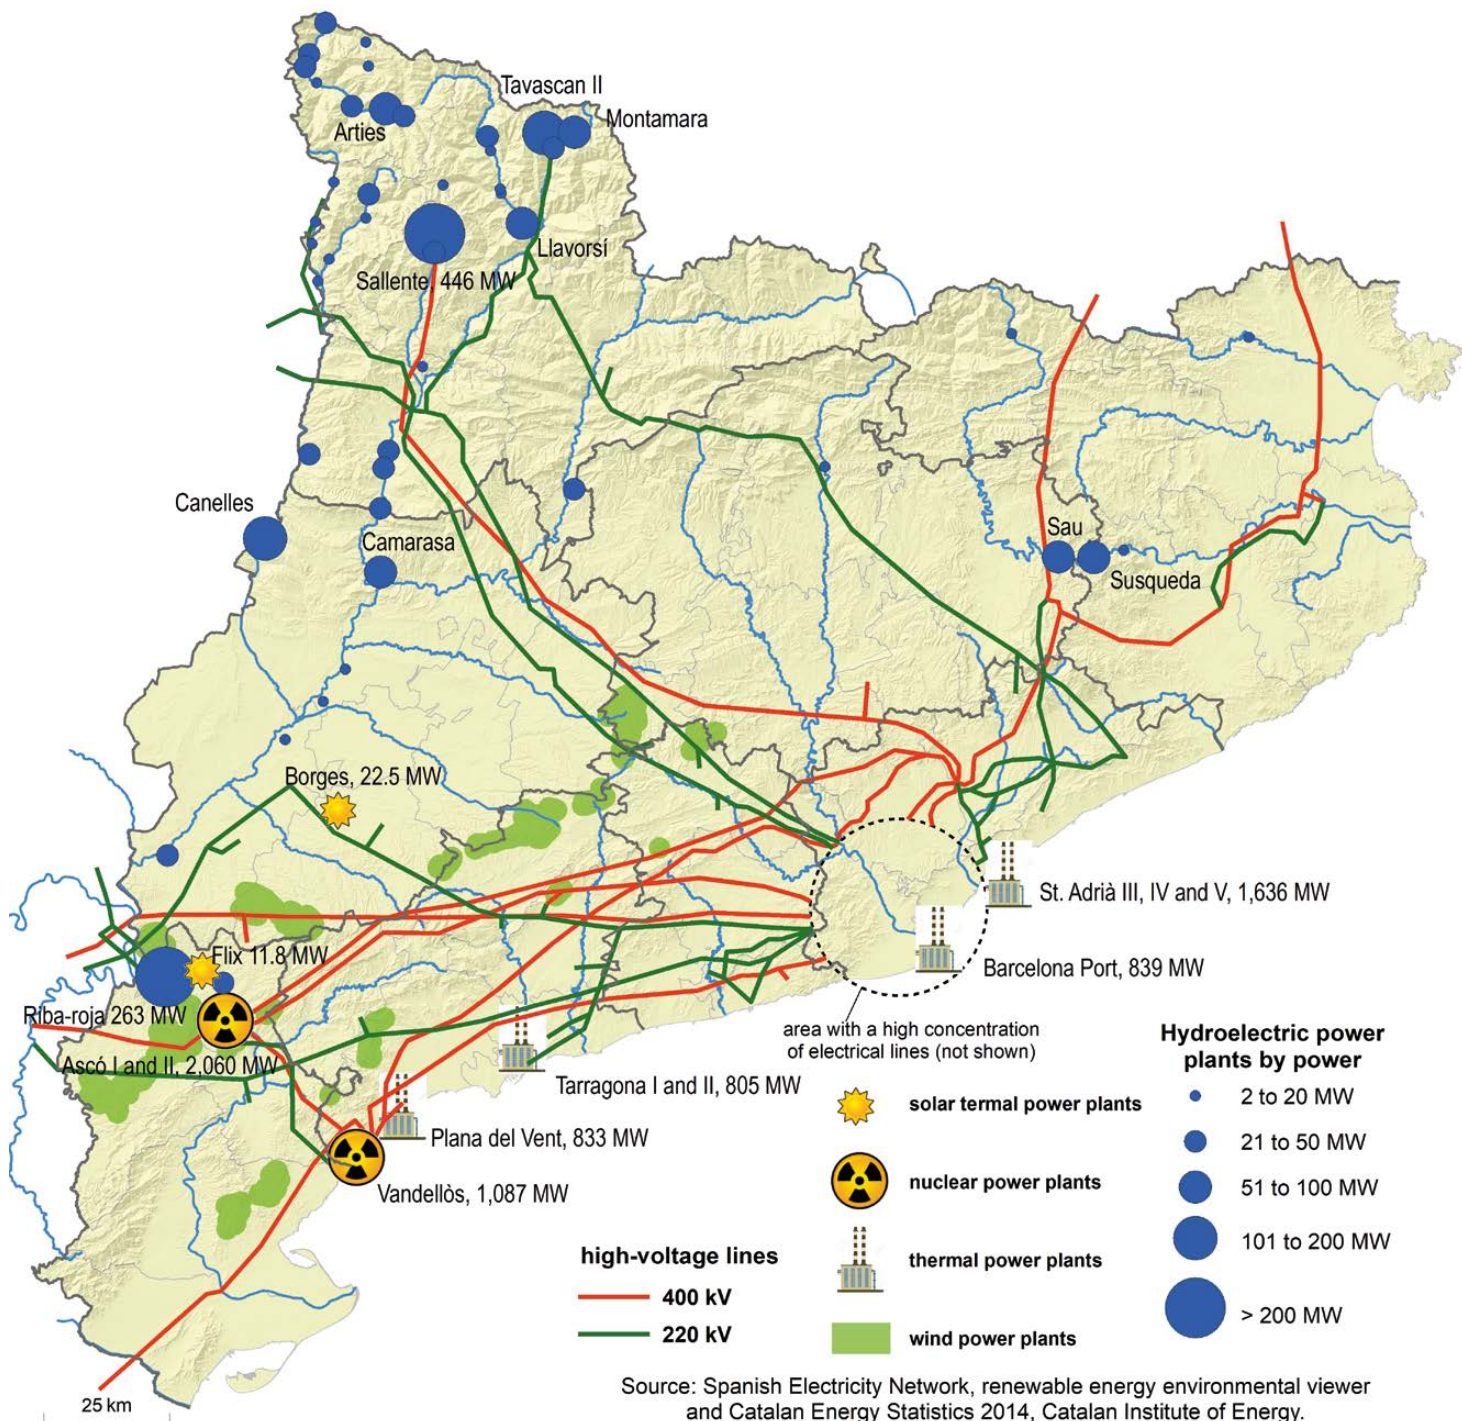 Tavascan II
Montamara
Arties
Llavorsí
Sallente, 446 MW
Canelles
Camarasa
Sau
Susqueda
Borges, 22.5 MW
St. Adrià III, IV and V, 1,636 MW
Flix 11.8 MW
Barcelona Port, 839 MW
Riba-roja 263 MW
area with a high concentration
of electrical lines (not shown)
Ascó I and II, 2,060 MW
Tarragona I and II, 805 MW
Plana del Vent, 833 MW
Vandellòs, 1,087 MW
high-voltage lines
400 kV
220 kV
solar termal power plants
nuclear power plants
thermal power plants
wind power plants
Hydroelectric power
plants by power
2 to 20 MW
21 to 50 MW
51 to 100 MW
101 to 200 MW
> 200 MW
25 km
Source: Spanish Electricity Network, renewable energy environmental viewer
and Catalan Energy Statistics 2014, Catalan Institute of Energy.